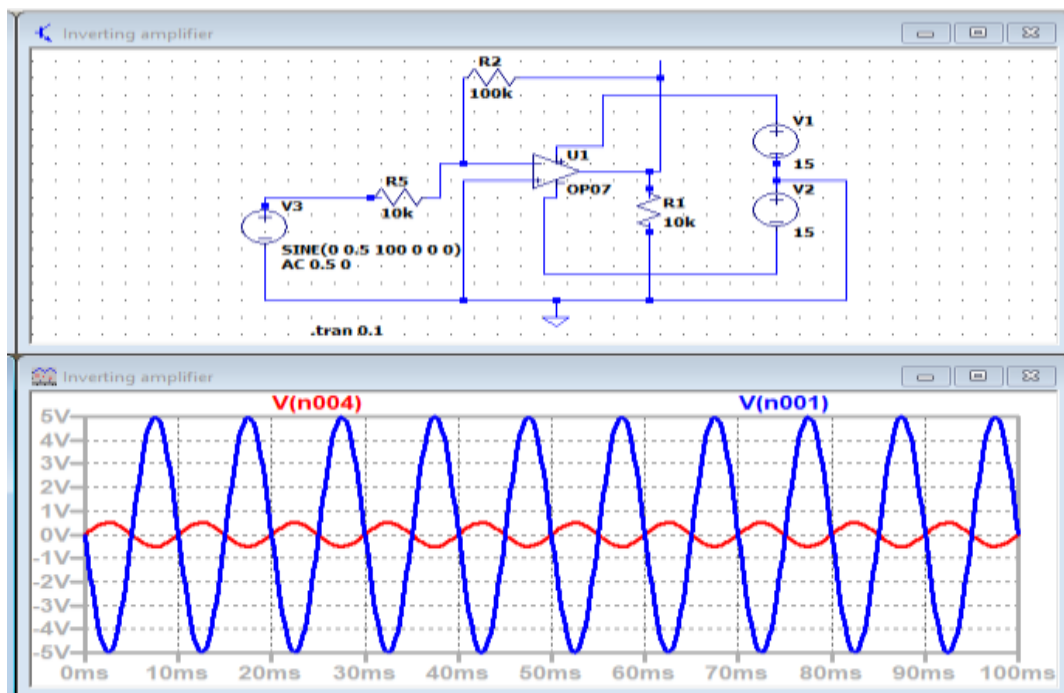 Inverting amplifier
R2
100k
V1
15
U1
OP07
R5
10k
V2
15
R1
10k
V3
SINE(0 0.5 100 0 0 0)
AC 0.5 0
.tran 0.1
Inverting amplifier
V(n004) V(n001)
5V
4V
3V
2V
1V
0V
-1V
-2V
-3V
-4V
-5V
0ms 10ms 20ms 30ms 40ms 50ms 60ms 70ms 80ms 90ms 100ms